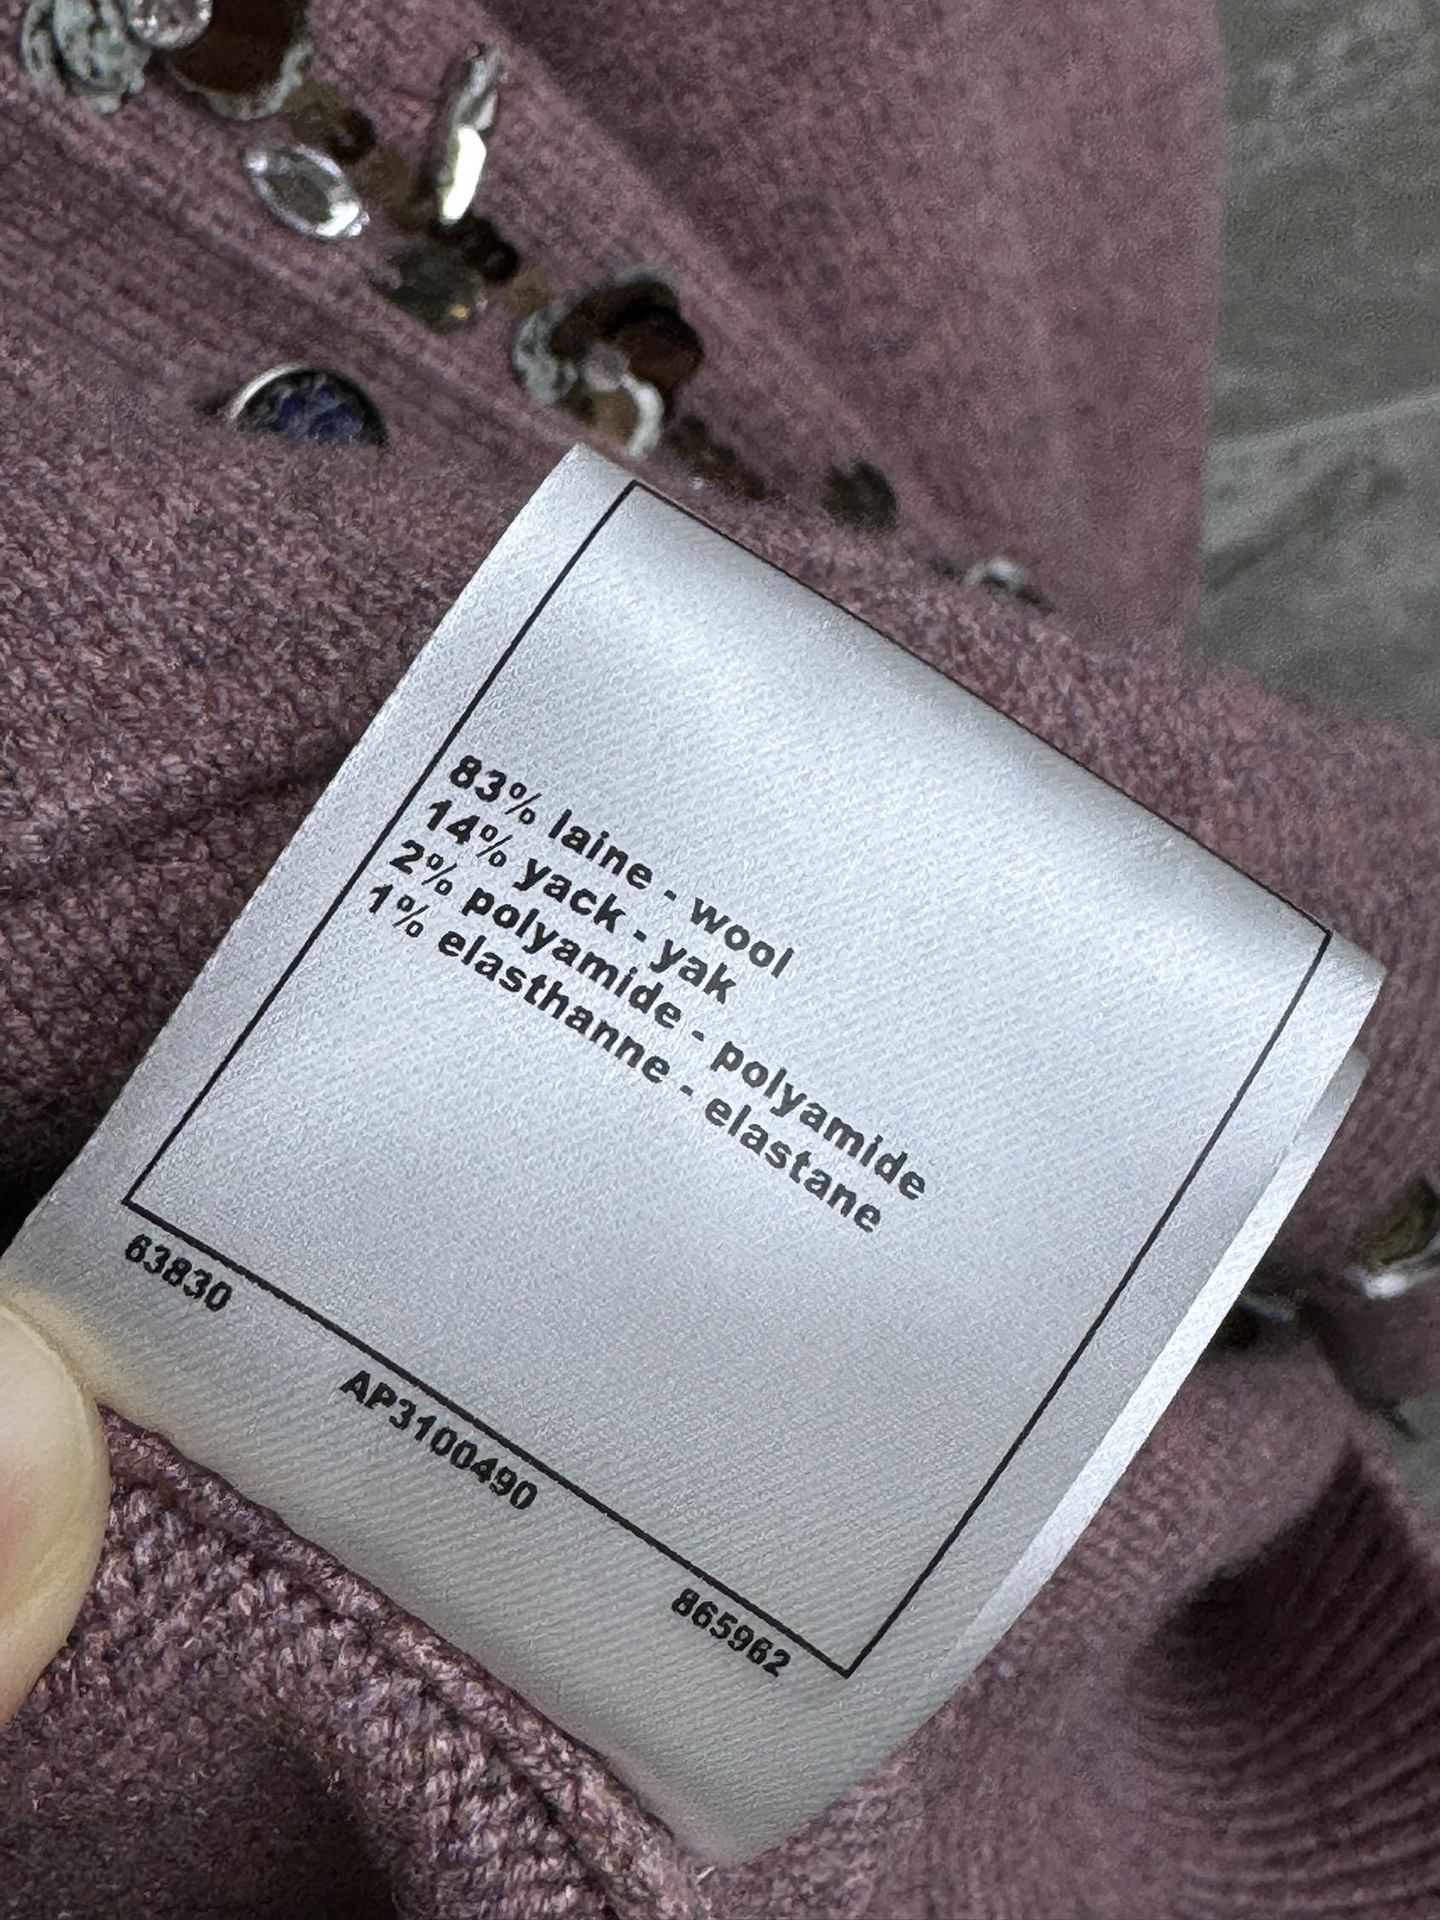 83% laine - wool
14% yack - yak
2% polyamide - polyamide
1% elasthanne - elastane
63830
AP3100490
865962